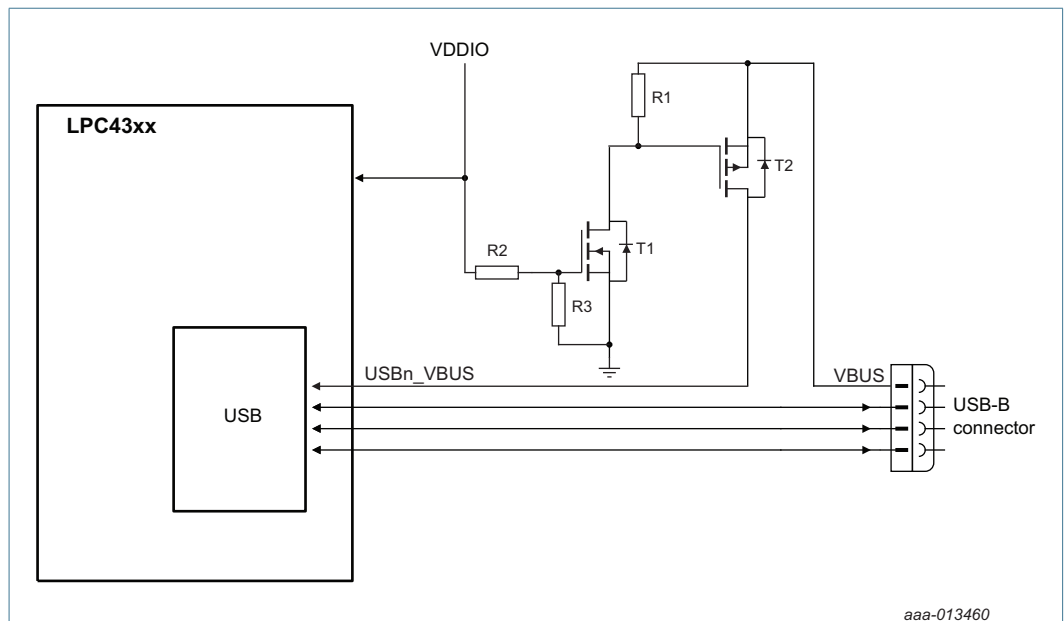 VDDIO
R1
LPC43xx
T2
R2
T1
R3
USBn_VBUS
VBUS
USB
USB-B
connector
aaa-013460